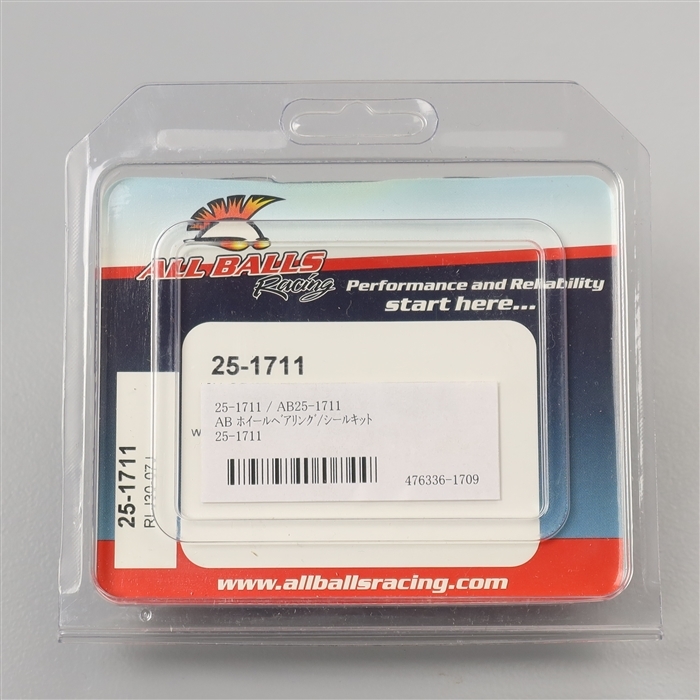 ALL BALLS
Racing
Performance and Reliability
start here...
25-1711
25-1711 / AB25-1711
AB ホイールベアリング/シールキット
25-1711
476336-1709
25-1711
www.allballsracing.com